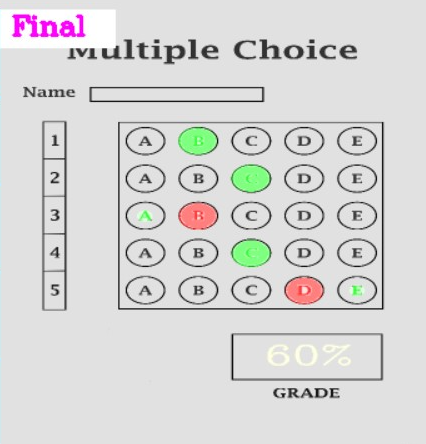 Final
Multiple Choice
Name
1 A B C D E
2 A B C D E
3 A B C D E
4 A B C D E
5 A B C D E
60%
GRADE